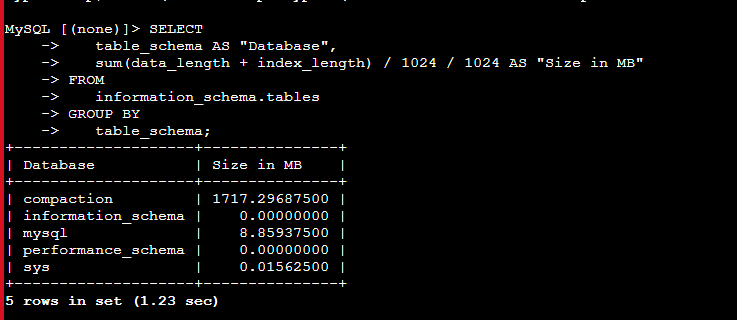 MySQL [(none)]> SELECT
    ->     table_schema AS "Database",
    ->     sum(data_length + index_length) / 1024 / 1024 AS "Size in MB"
    -> FROM
    ->     information_schema.tables
    -> GROUP BY
    ->     table_schema;
+--------------------+---------------+
| Database           | Size in MB    |
+--------------------+---------------+
| compaction         | 1717.29687500 |
| information_schema |    0.00000000 |
| mysql              |    8.85937500 |
| performance_schema |    0.00000000 |
| sys                |    0.01562500 |
+--------------------+---------------+
5 rows in set (1.23 sec)